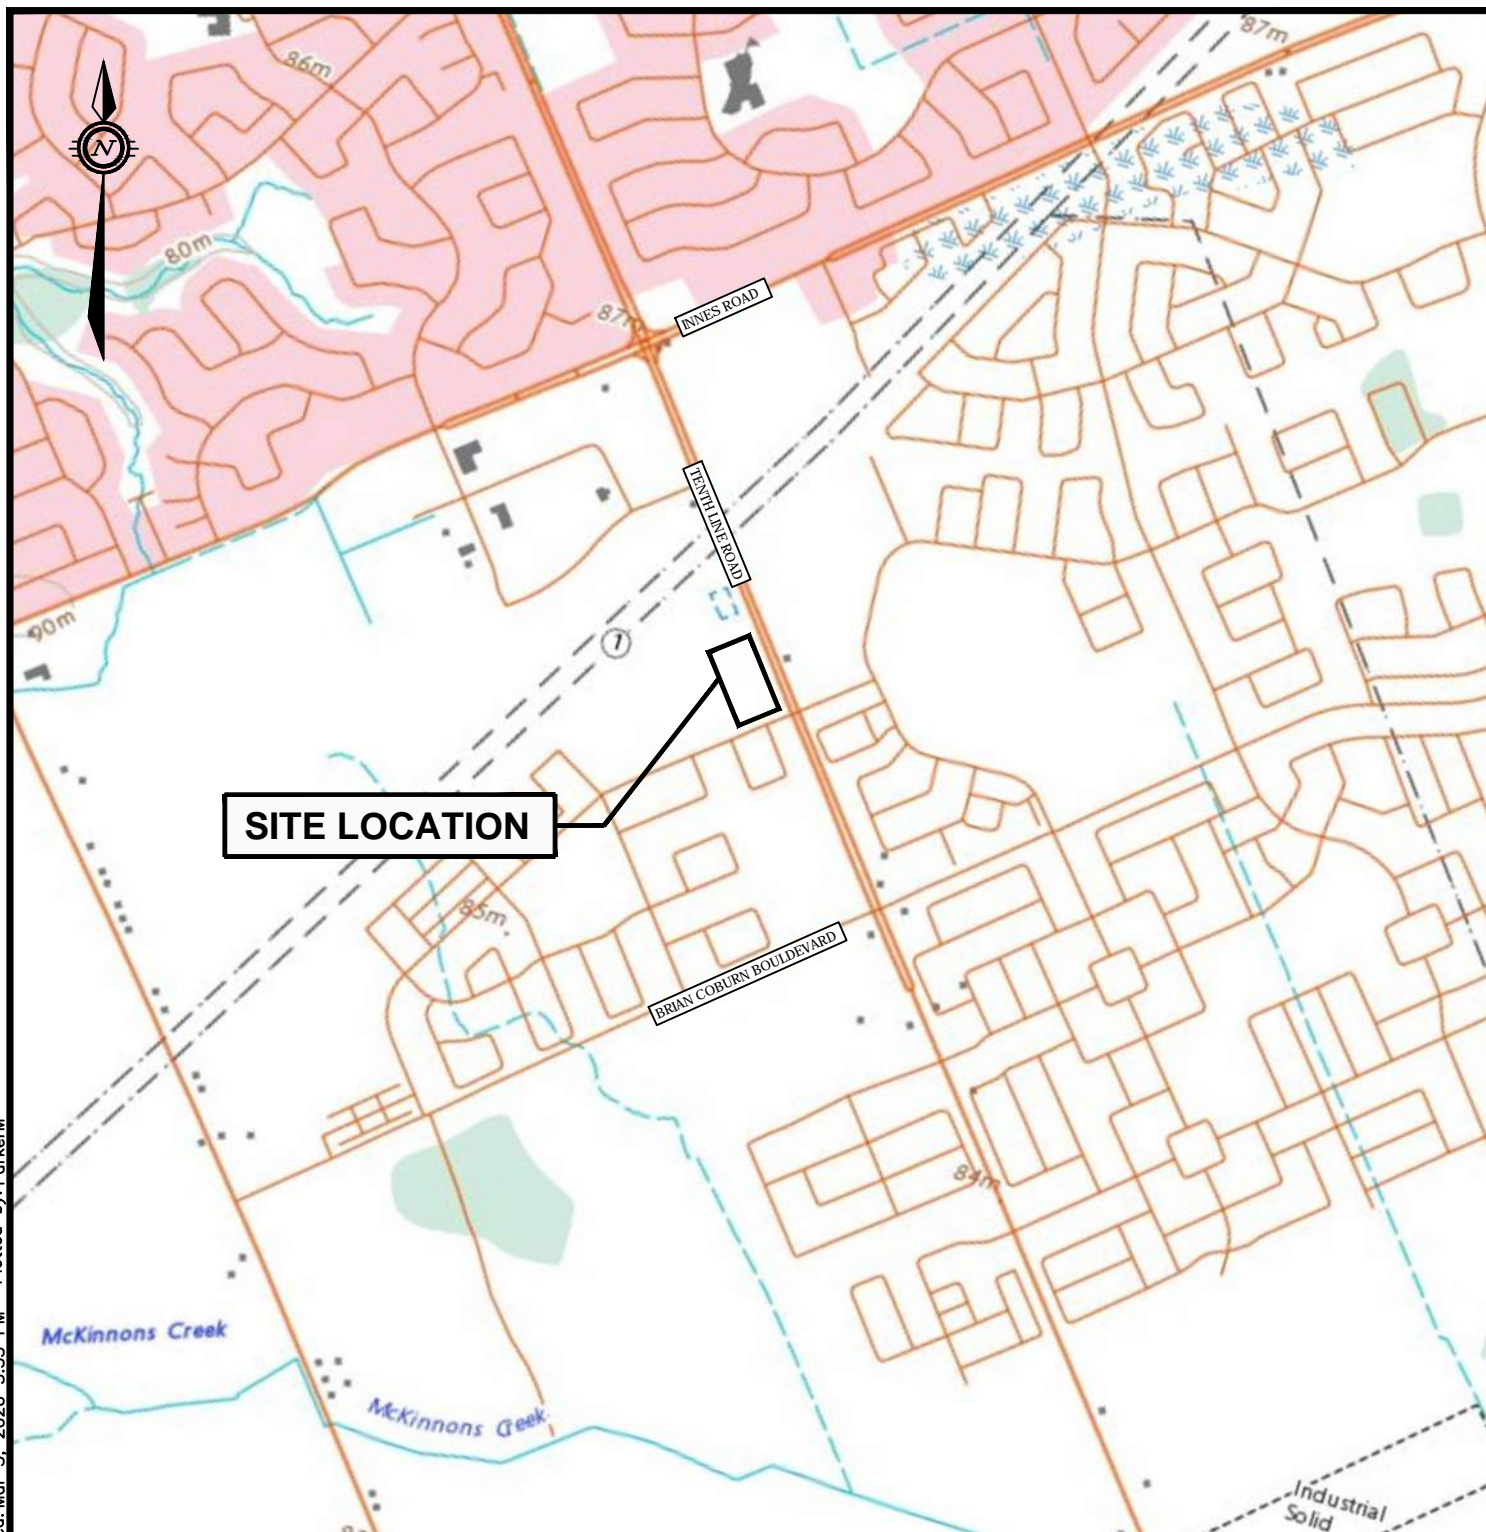 87m
86m
N
80m
INNES ROAD
87m
TENTH LINE ROAD
90m
1
SITE LOCATION
85m
BRIAN COBURN BOULDEVARD
84m
McKinnons Creek
McKinnons Creek
Industrial
Solid